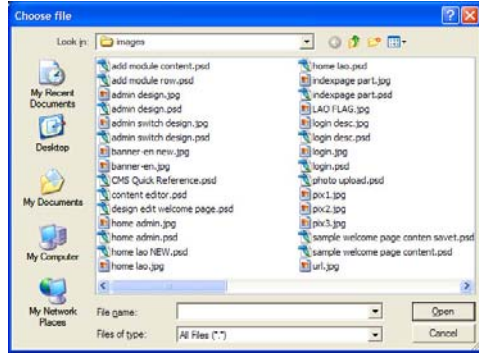 Choose file
Look in:
images
My Recent
Documents
Desktop
My Documents
My Computer
My Network
Places
add module content.psd
add module row.psd
admin design.jpg
admin design.psd
admin switch design.jpg
admin switch design.psd
banner-en new.jpg
banner-en.jpg
CMS Quick Reference.psd
content editor.psd
design edit welcome page.psd
home admin.jpg
home admin.psd
home lao NEW.psd
home lao.jpg
home lao.psd
indexpage part.jpg
indexpage part.psd
LAO FLAG.jpg
login desc.jpg
login desc.psd
login.jpg
login.psd
photo upload.psd
pix1.jpg
pix2.jpg
pix3.jpg
sample welcome page conten savet.psd
sample welcome page content.psd
url.jpg
File name:
Open
Files of type:
All Files (*.*)
Cancel